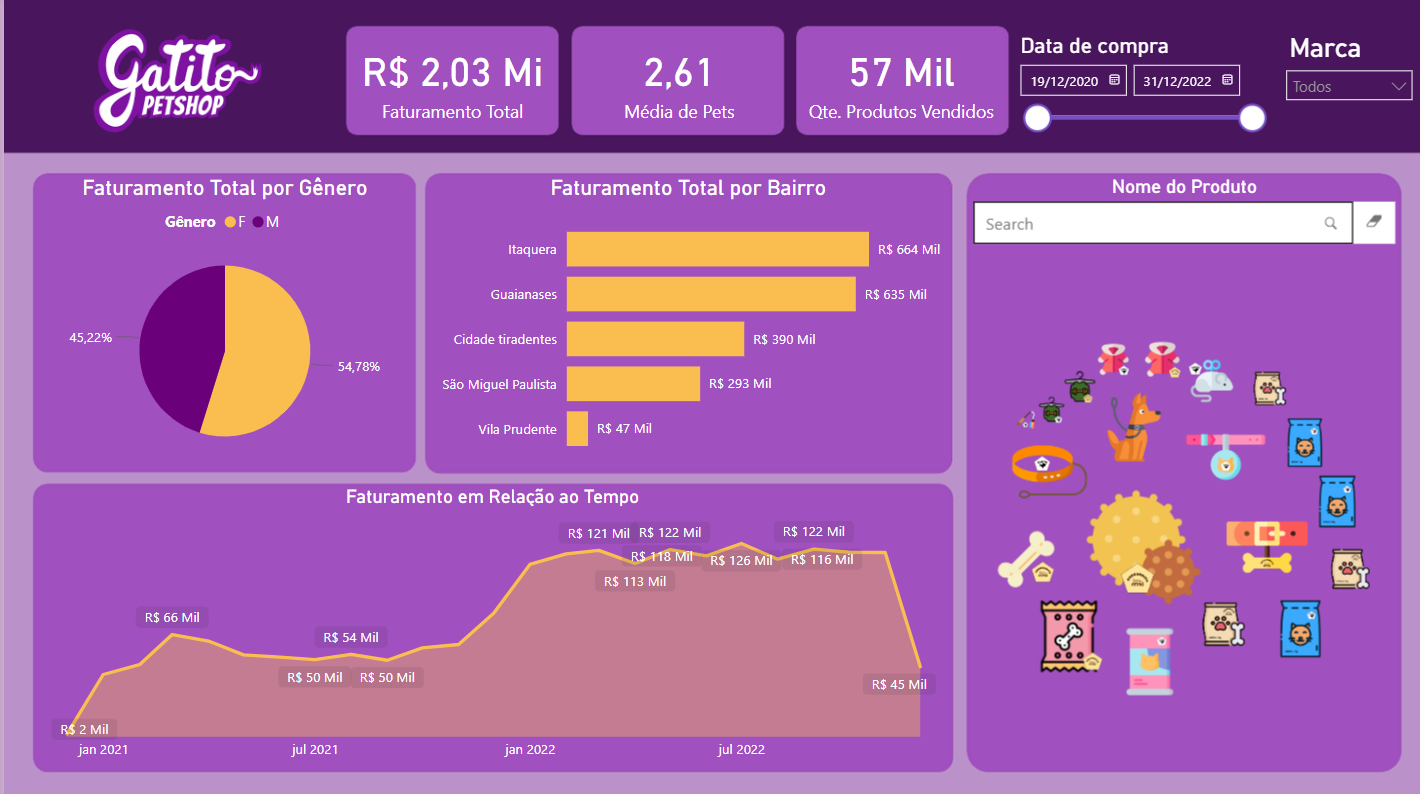 Gatito
PETSHOP
R$ 2,03 Mi
Faturamento Total
2,61
Média de Pets
57 Mil
Qte. Produtos Vendidos
Data de compra
19/12/2020
31/12/2022
Marca
Todos
Faturamento Total por Gênero
Gênero F M
45,22%
54,78%
Faturamento Total por Bairro
Itaquera R$ 664 Mil
Guaianases R$ 635 Mil
Cidade tiradentes R$ 390 Mil
São Miguel Paulista R$ 293 Mil
Vila Prudente R$ 47 Mil
Nome do Produto
Search
Faturamento em Relação ao Tempo
R$ 2 Mil
R$ 66 Mil
R$ 50 Mil
R$ 54 Mil
R$ 50 Mil
R$ 121 Mil
R$ 113 Mil
R$ 122 Mil
R$ 118 Mil
R$ 126 Mil
R$ 116 Mil
R$ 122 Mil
R$ 45 Mil
jan 2021 jul 2021 jan 2022 jul 2022